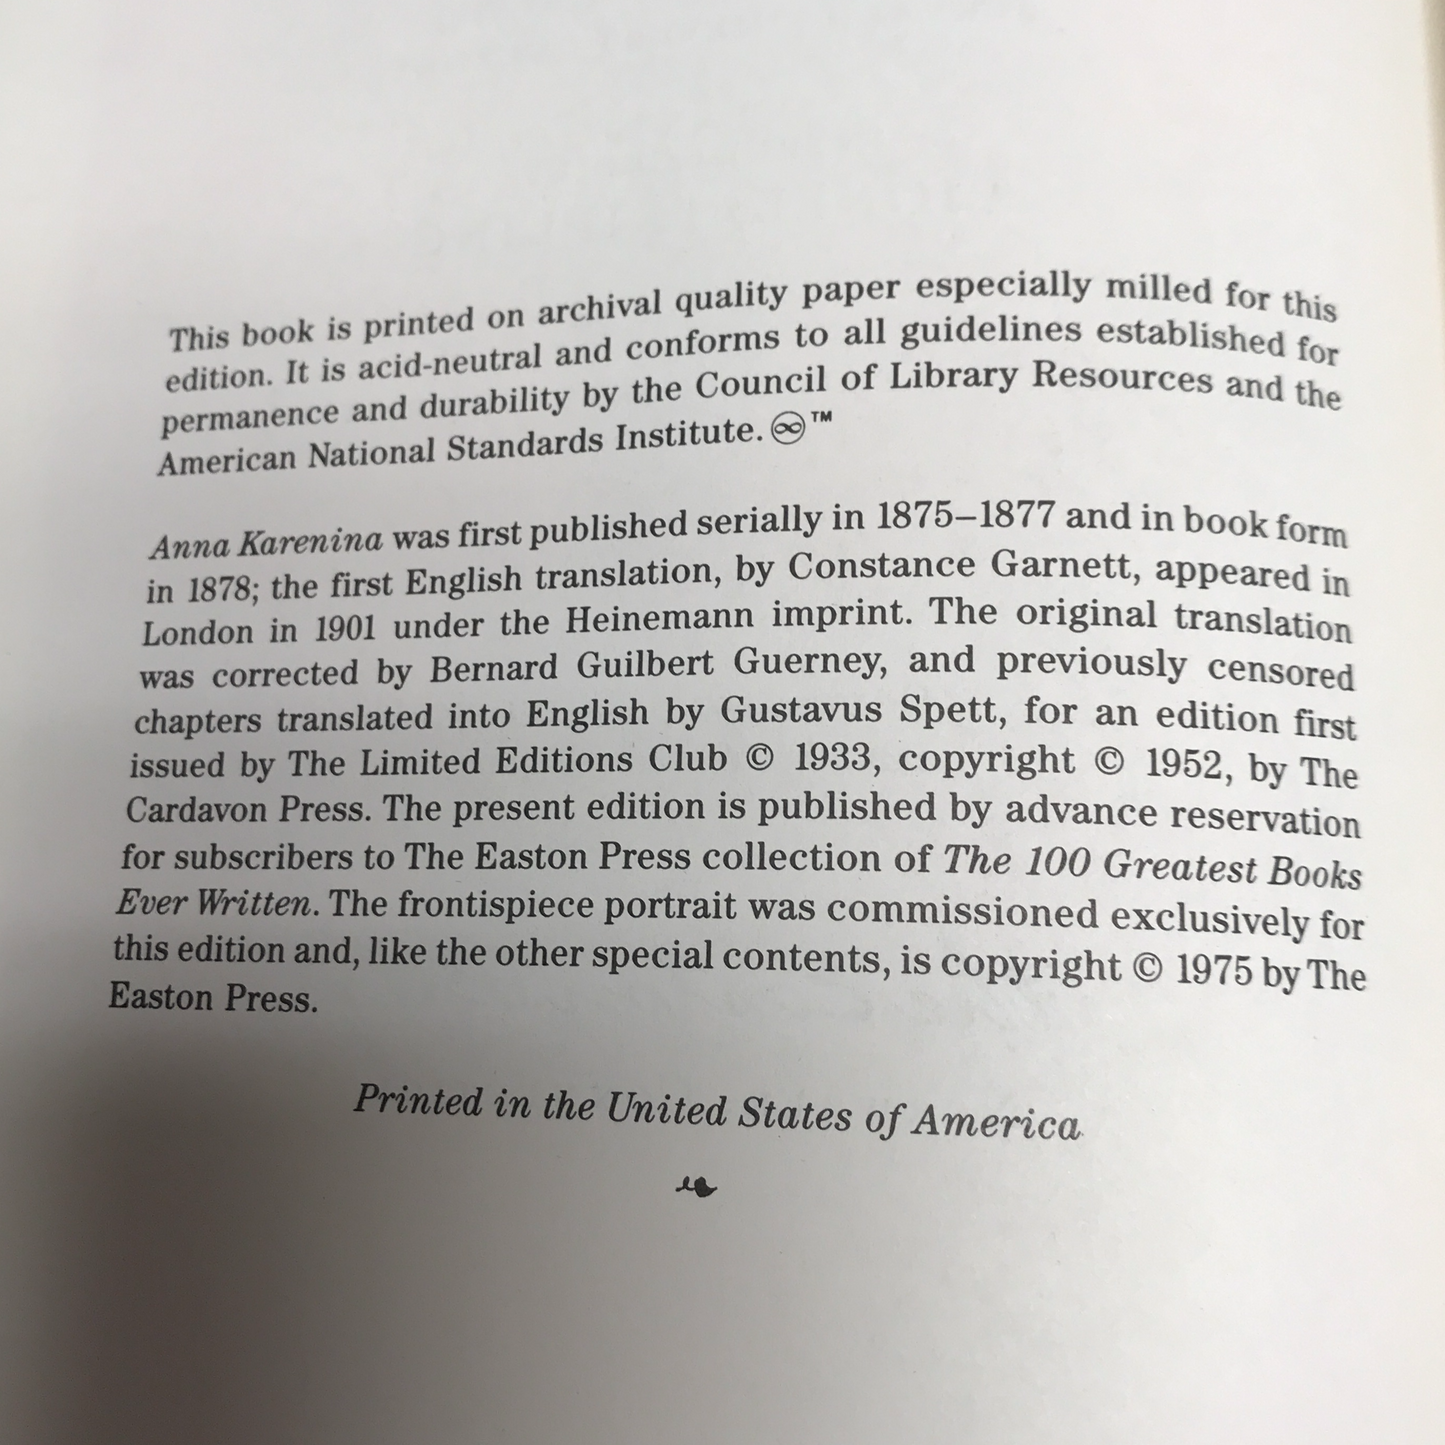 This book is printed on archival quality paper especially milled for this
edition. It is acid-neutral and conforms to all guidelines established for
permanence and durability by the Council of Library Resources and the
American National Standards Institute. ♾™
Anna Karenina was first published serially in 1875–1877 and in book form
in 1878; the first English translation, by Constance Garnett, appeared in
London in 1901 under the Heinemann imprint. The original translation
was corrected by Bernard Guilbert Guerney, and previously censored
chapters translated into English by Gustavus Spett, for an edition first
issued by The Limited Editions Club © 1933, copyright © 1952, by The
Cardavon Press. The present edition is published by advance reservation
for subscribers to The Easton Press collection of The 100 Greatest Books
Ever Written. The frontispiece portrait was commissioned exclusively for
this edition and, like the other special contents, is copyright © 1975 by The
Easton Press.
Printed in the United States of America